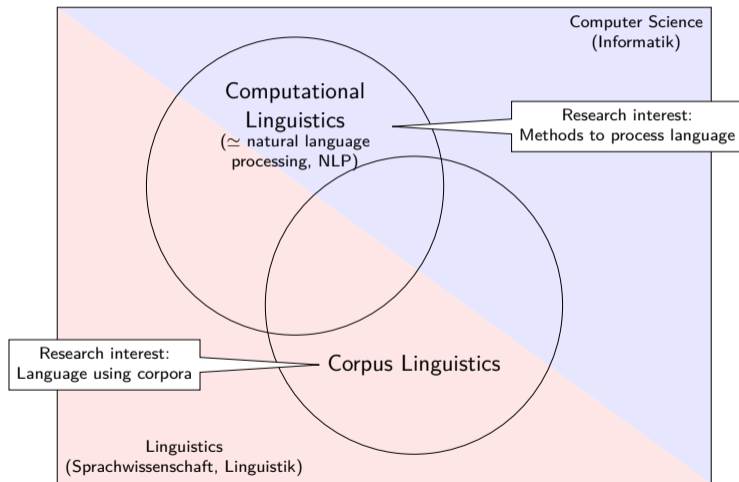 Computer Science
(Informatik)
Computational
Linguistics
(≃ natural language
processing, NLP)
Research interest:
Methods to process language
Research interest:
Language using corpora
Corpus Linguistics
Linguistics
(Sprachwissenschaft, Linguistik)